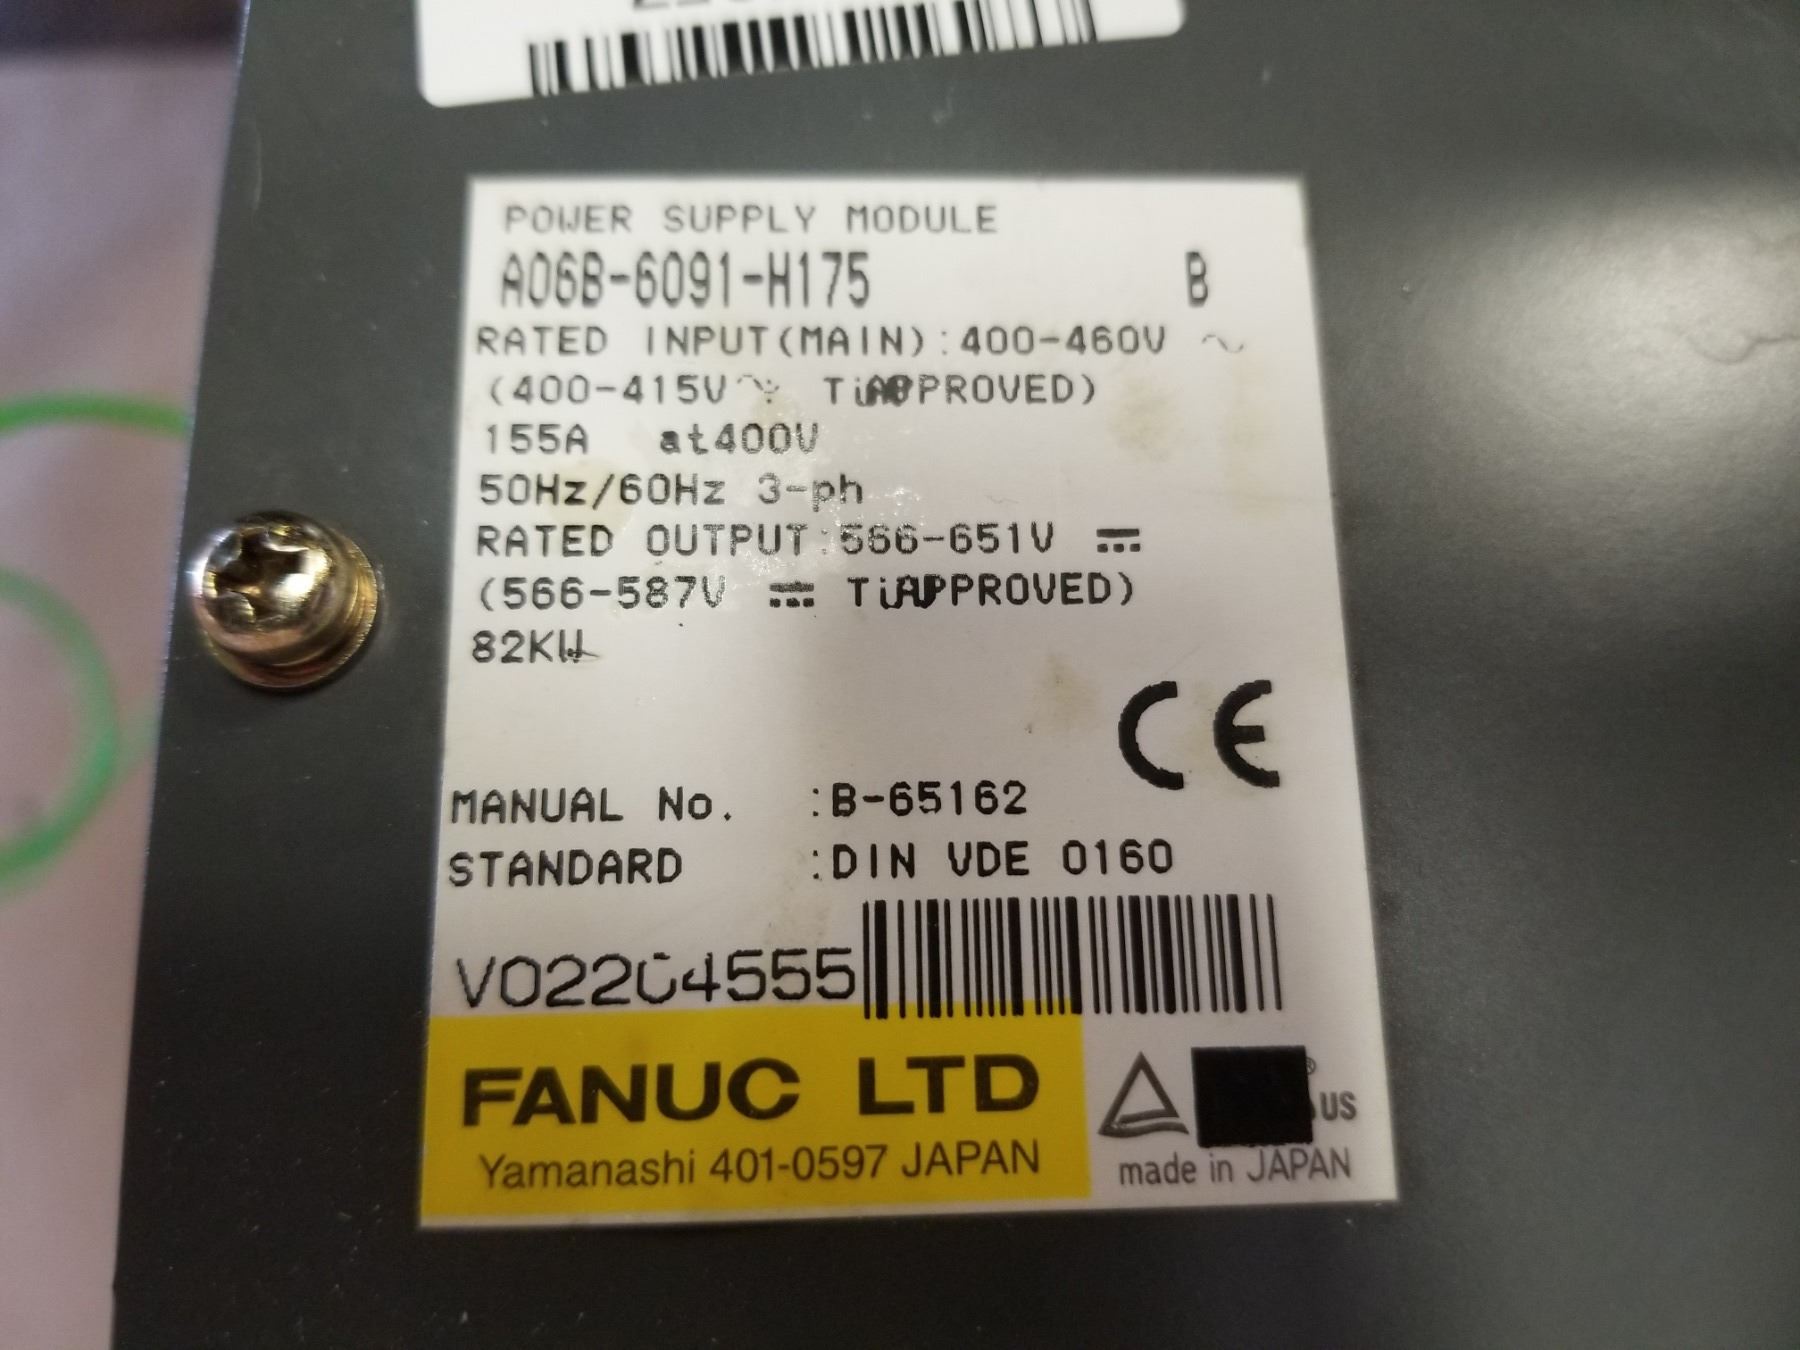 POWER SUPPLY MODULE
A06B-6091-H175 B
RATED INPUT(MAIN):400-460V ~
(400-415V~ TüAPPROVED)
155A at400V
50Hz/60Hz 3-ph
RATED OUTPUT:566-651V ⎓
(566-587V ⎓ TüAPPROVED)
82KW
CE
MANUAL No. :B-65162
STANDARD :DIN VDE 0160
V02204555
FANUC LTD
Yamanashi 401-0597 JAPAN
® US
made in JAPAN